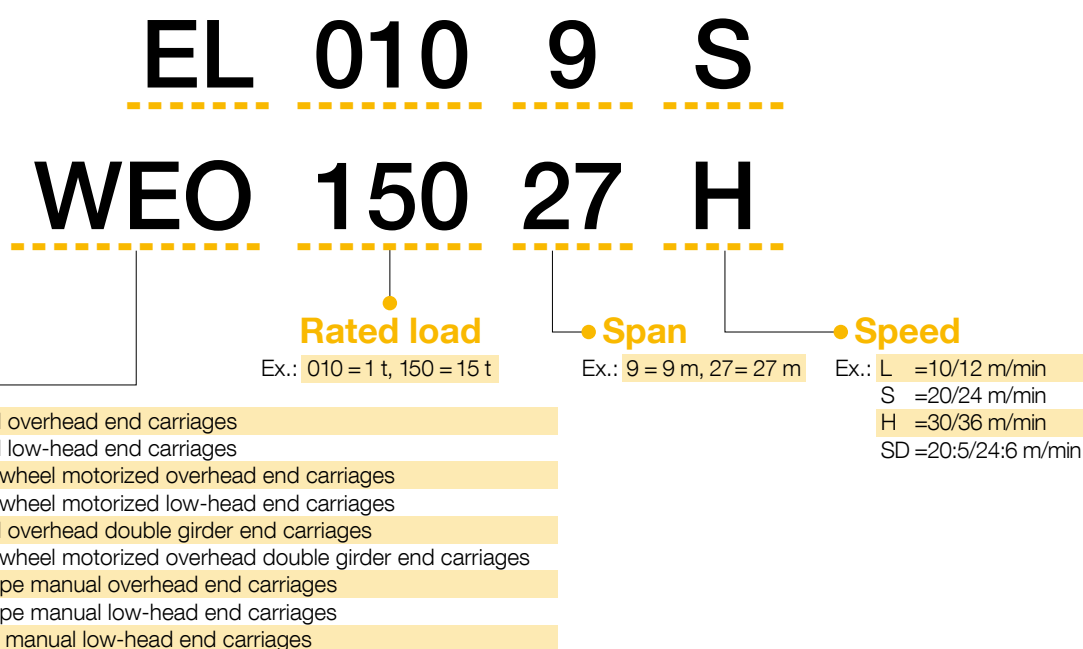 EL 010 9 S
WEO 150 27 H
Rated load Span Speed
Ex.: 010 = 1 t, 150 = 15 t Ex.: 9 = 9 m, 27= 27 m Ex.: L =10/12 m/min
S =20/24 m/min
H =30/36 m/min
SD =20:5/24:6 m/min
overhead end carriages
low-head end carriages
wheel motorized overhead end carriages
wheel motorized low-head end carriages
overhead double girder end carriages
wheel motorized overhead double girder end carriages
pe manual overhead end carriages
pe manual low-head end carriages
manual low-head end carriages